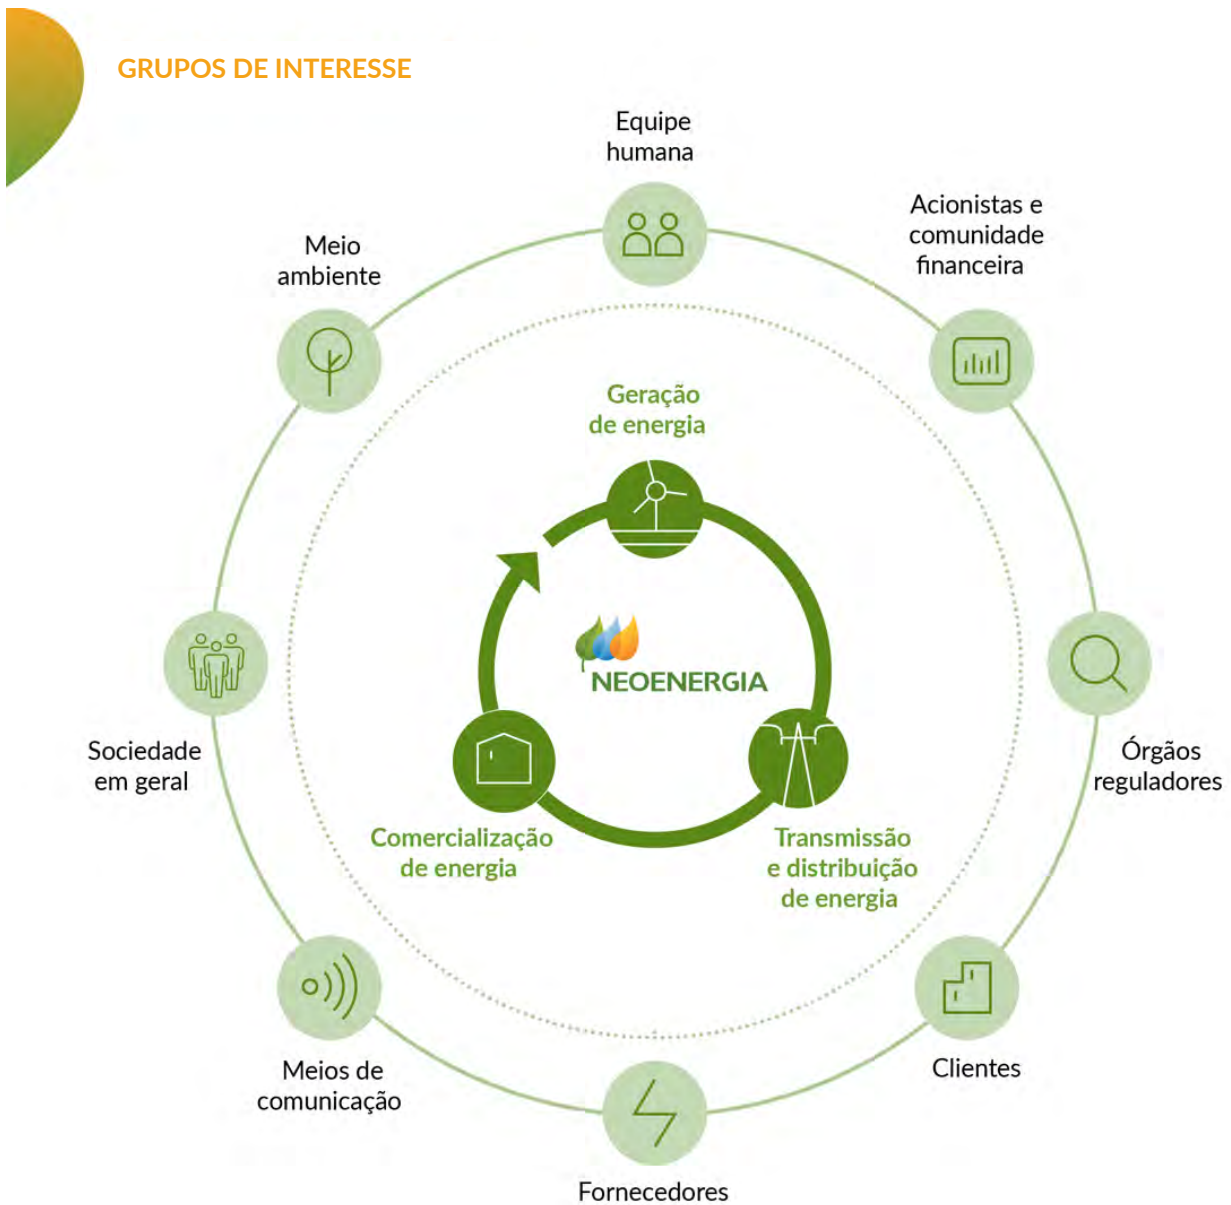 GRUPOS DE INTERESSE
Equipe
humana
Acionistas e
comunidade
financeira
Meio
ambiente
Geração
de energia
NEOENERGIA
Sociedade
em geral
Órgãos
reguladores
Comercialização
de energia
Transmissão
e distribuição
de energia
Meios de
comunicação
Clientes
Fornecedores